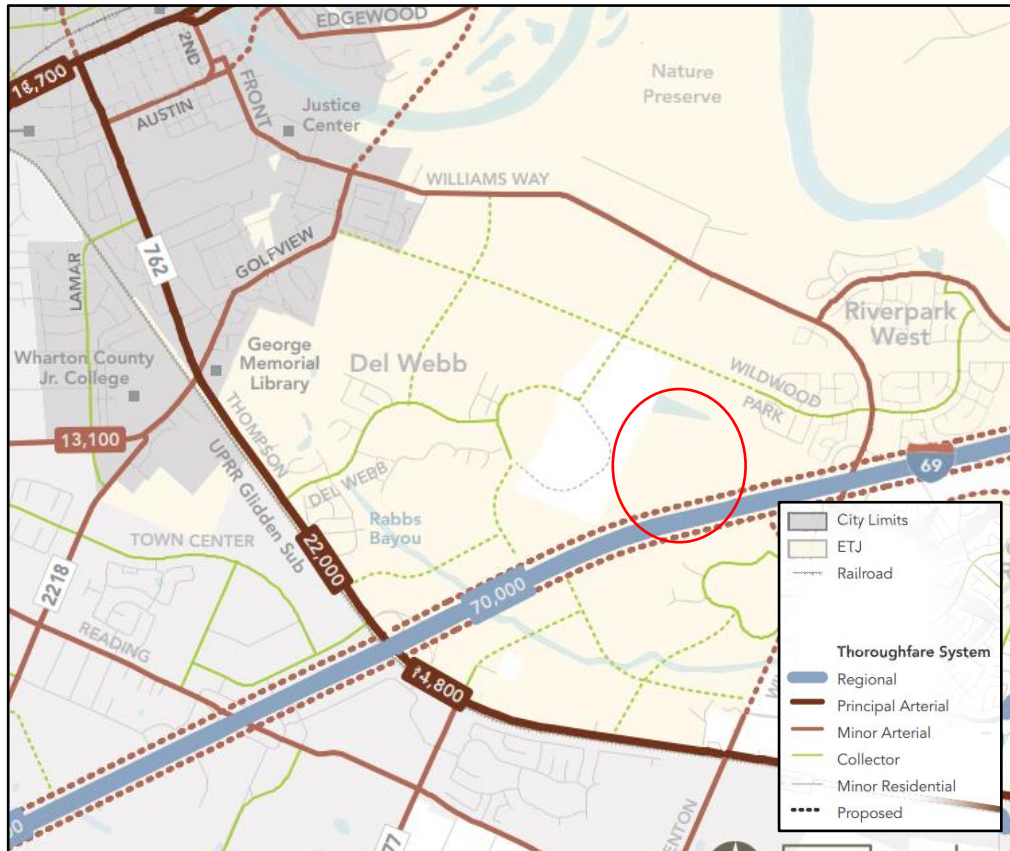 EDGEWOOD
2ND
18,700
FRONT
AUSTIN
Justice
Center
Nature
Preserve
WILLIAMS WAY
762
GOLFVIEW
LAMAR
Riverpark
West
George
Memorial
Library
Del Webb
Wharton County
Jr. College
WILDWOOD
PARK
THOMPSON
13,100
UPRR Glidden Sub
DEL WEBB
69
Rabbs
Bayou
TOWN CENTER
22,000
2218
70,000
READING
14,800
City Limits
ETJ
Railroad
Thoroughfare System
Regional
Principal Arterial
Minor Arterial
Collector
Minor Residential
Proposed